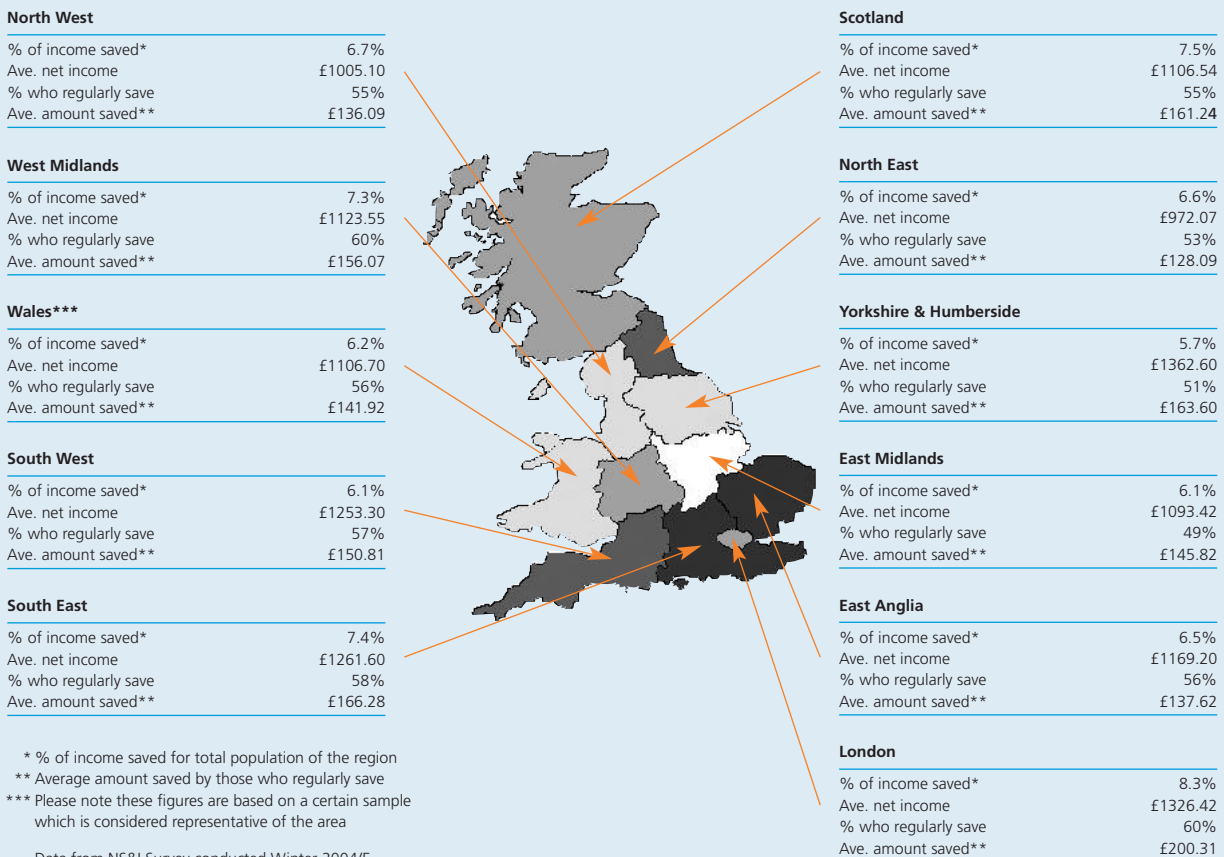 North West
% of income saved* 6.7%
Ave. net income £1005.10
% who regularly save 55%
Ave. amount saved** £136.09
West Midlands
% of income saved* 7.3%
Ave. net income £1123.55
% who regularly save 60%
Ave. amount saved** £156.07
Wales***
% of income saved* 6.2%
Ave. net income £1106.70
% who regularly save 56%
Ave. amount saved** £141.92
South West
% of income saved* 6.1%
Ave. net income £1253.30
% who regularly save 57%
Ave. amount saved** £150.81
South East
% of income saved* 7.4%
Ave. net income £1261.60
% who regularly save 58%
Ave. amount saved** £166.28
* % of income saved for total population of the region
** Average amount saved by those who regularly save
*** Please note these figures are based on a certain sample
which is considered representative of the area
Data from NS&I Survey conducted Winter 2004/5
Scotland
% of income saved* 7.5%
Ave. net income £1106.54
% who regularly save 55%
Ave. amount saved** £161.24
North East
% of income saved* 6.6%
Ave. net income £972.07
% who regularly save 53%
Ave. amount saved** £128.09
Yorkshire & Humberside
% of income saved* 5.7%
Ave. net income £1362.60
% who regularly save 51%
Ave. amount saved** £163.60
East Midlands
% of income saved* 6.1%
Ave. net income £1093.42
% who regularly save 49%
Ave. amount saved** £145.82
East Anglia
% of income saved* 6.5%
Ave. net income £1169.20
% who regularly save 56%
Ave. amount saved** £137.62
London
% of income saved* 8.3%
Ave. net income £1326.42
% who regularly save 60%
Ave. amount saved** £200.31